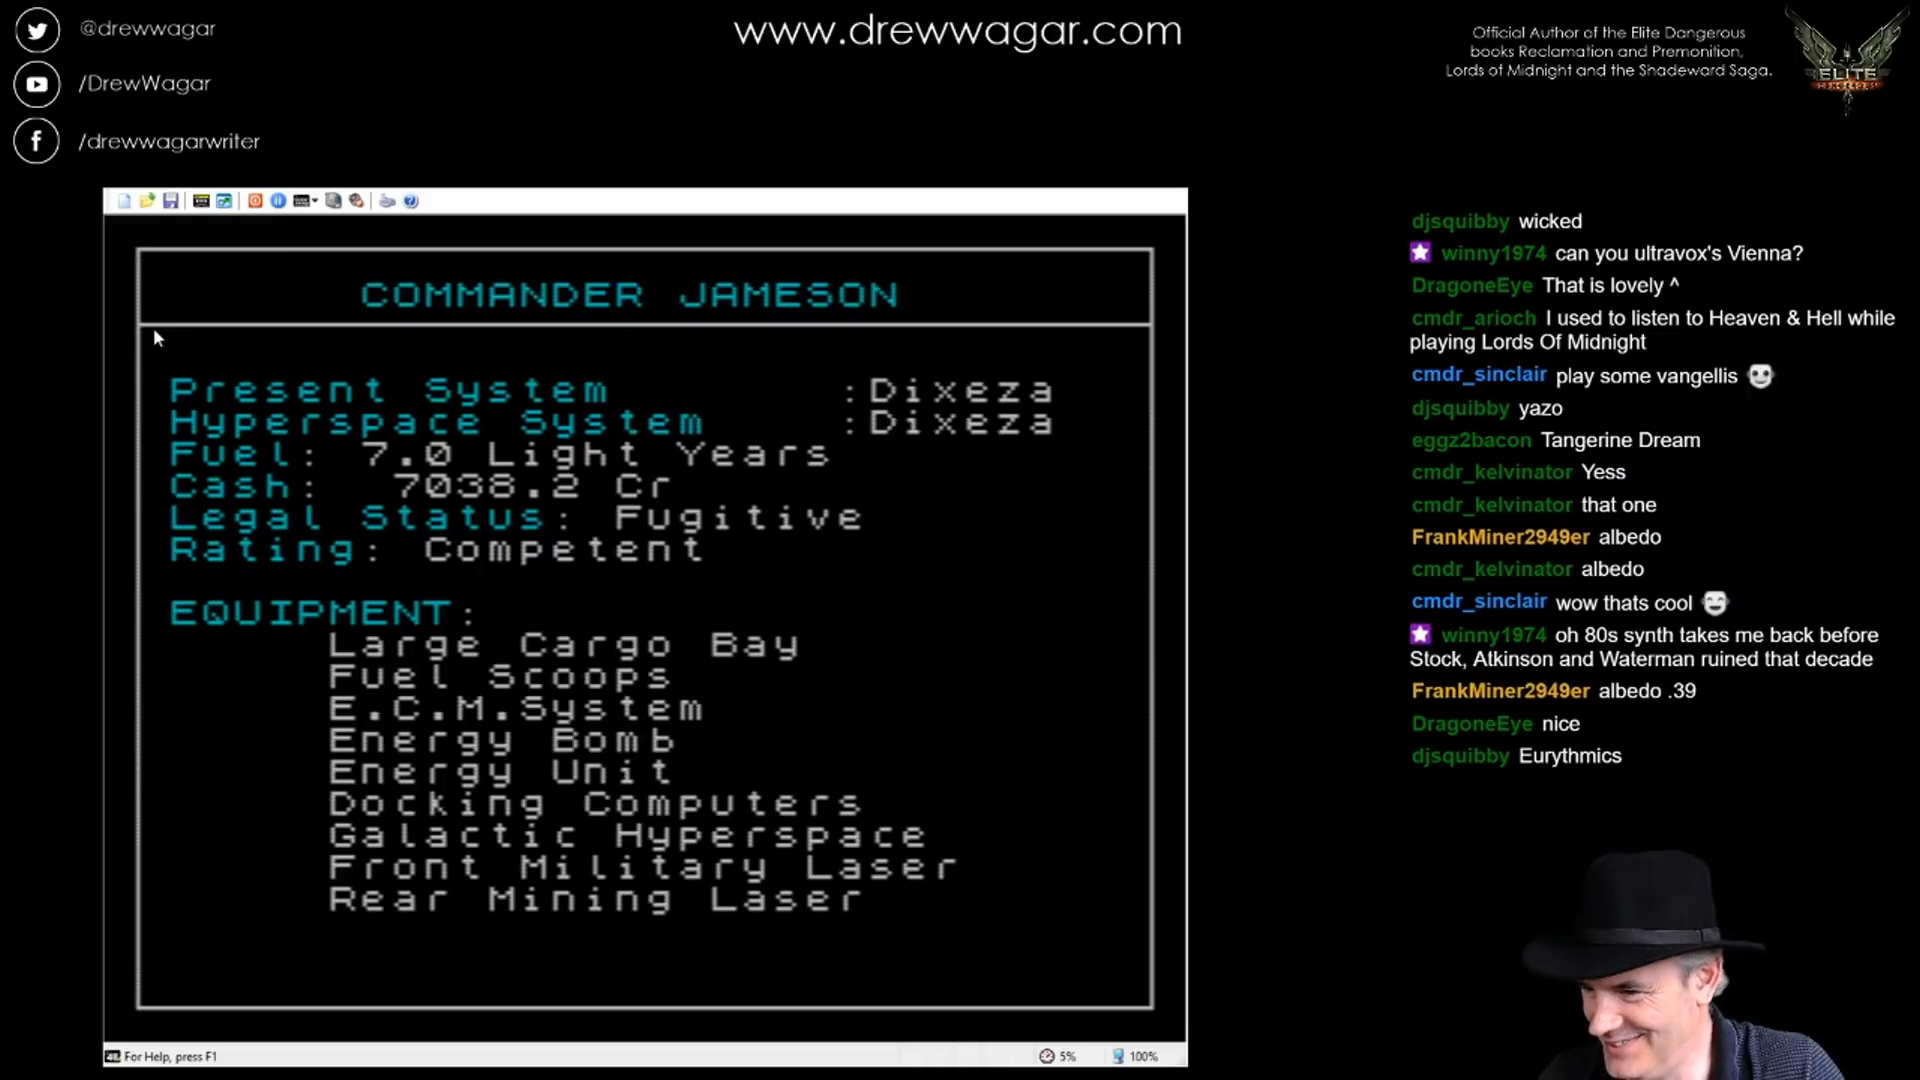 @drewwagar
/DrewWagar
/drewwagarwriter
www.drewwagar.com
Official Author of the Elite Dangerous
books Reclamation and Premonition,
Lords of Midnight and the Shadeward Saga.
ELITE
DANGEROUS
COMMANDER JAMESON
Present System :Dixeza
Hyperspace System :Dixeza
Fuel: 7.0 Light Years
Cash: 7038.2 Cr
Legal Status: Fugitive
Rating: Competent
EQUIPMENT:
Large Cargo Bay
Fuel Scoops
E.C.M.System
Energy Bomb
Energy Unit
Docking Computers
Galactic Hyperspace
Front Military Laser
Rear Mining Laser
For Help, press F1
5%
100%
djsquibby wicked
winny1974 can you ultravox's Vienna?
DragoneEye That is lovely ^
cmdr_arioch I used to listen to Heaven & Hell while
playing Lords Of Midnight
cmdr_sinclair play some vangellis
djsquibby yazo
eggz2bacon Tangerine Dream
cmdr_kelvinator Yess
cmdr_kelvinator that one
FrankMiner2949er albedo
cmdr_kelvinator albedo
cmdr_sinclair wow thats cool
winny1974 oh 80s synth takes me back before
Stock, Atkinson and Waterman ruined that decade
FrankMiner2949er albedo .39
DragoneEye nice
djsquibby Eurythmics